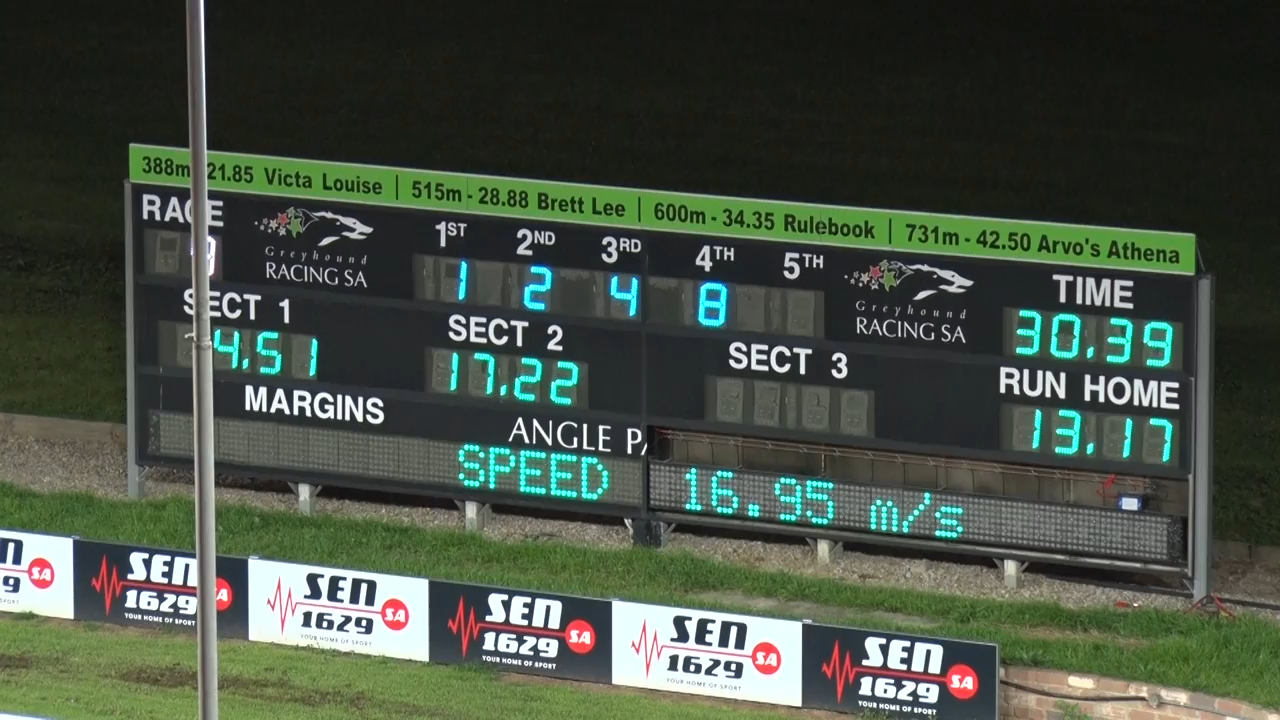 388m 21.85 Victa Louise | 515m - 28.88 Brett Lee | 600m - 34.35 Rulebook | 731m - 42.50 Arvo's Athena
RACE
Greyhound
RACING SA
1ST 2ND 3RD 4TH 5TH
1 2 4 8
Greyhound
RACING SA
TIME
30.39
SECT 1
4.51
SECT 2
17.22
SECT 3
RUN HOME
13.17
MARGINS
ANGLE
SPEED 16.95 m/s
SEN
1629
SA
YOUR HOME OF SPORT
SEN
1629
SA
YOUR HOME OF SPORT
SEN
1629
SA
YOUR HOME OF SPORT
SEN
1629
SA
YOUR HOME OF SPORT
SEN
1629
SA
YOUR HOME OF SPORT